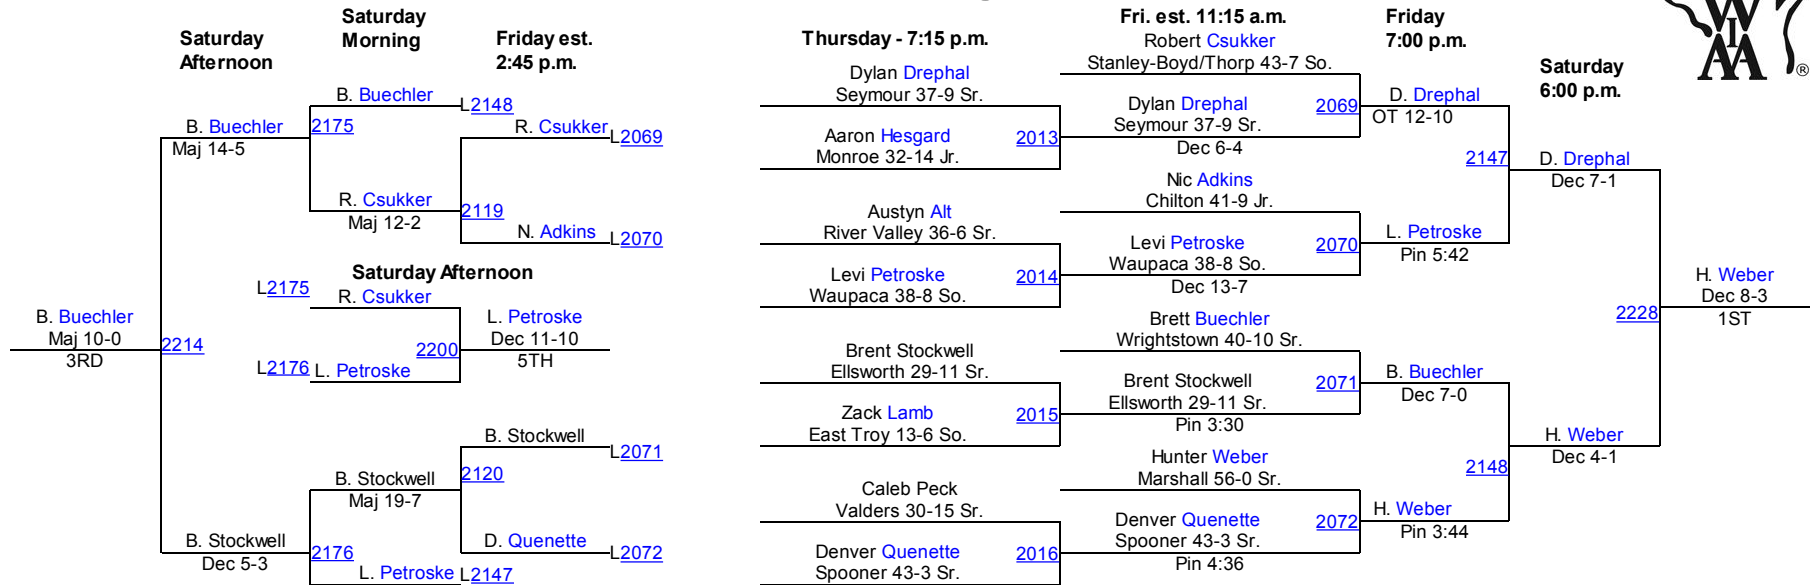 Saturday
Afternoon
Saturday
Morning
Friday est.
2:45 p.m.
Thursday - 7:15 p.m.
Fri. est. 11:15 a.m.
Friday
7:00 p.m.
Saturday
6:00 p.m.
WIAA
®
B. Buechler
L2148
2175
B. Buechler
Maj 14-5
R. Csukker
L2069
R. Csukker
Maj 12-2
2119
N. Adkins
L2070
Saturday Afternoon
L2175
R. Csukker
B. Buechler
Maj 10-0
3RD
2214
2200
L. Petroske
Dec 11-10
5TH
L2176
L. Petroske
B. Stockwell
L2071
B. Stockwell
Maj 19-7
2120
B. Stockwell
Dec 5-3
2176
D. Quenette
L2072
L. Petroske
L2147
Dylan Drephal
Seymour 37-9 Sr.
Aaron Hesgard
Monroe 32-14 Jr.
2013
Austyn Alt
River Valley 36-6 Sr.
Levi Petroske
Waupaca 38-8 So.
2014
Brent Stockwell
Ellsworth 29-11 Sr.
Zack Lamb
East Troy 13-6 So.
2015
Caleb Peck
Valders 30-15 Sr.
Denver Quenette
Spooner 43-3 Sr.
2016
Robert Csukker
Stanley-Boyd/Thorp 43-7 So.
Dylan Drephal
Seymour 37-9 Sr.
Dec 6-4
2069
Nic Adkins
Chilton 41-9 Jr.
Levi Petroske
Waupaca 38-8 So.
Dec 13-7
2070
Brett Buechler
Wrightstown 40-10 Sr.
Brent Stockwell
Ellsworth 29-11 Sr.
Pin 3:30
2071
Hunter Weber
Marshall 56-0 Sr.
Denver Quenette
Spooner 43-3 Sr.
Pin 4:36
2072
D. Drephal
OT 12-10
2147
L. Petroske
Pin 5:42
B. Buechler
Dec 7-0
2148
H. Weber
Pin 3:44
D. Drephal
Dec 7-1
2228
H. Weber
Dec 4-1
H. Weber
Dec 8-3
1ST